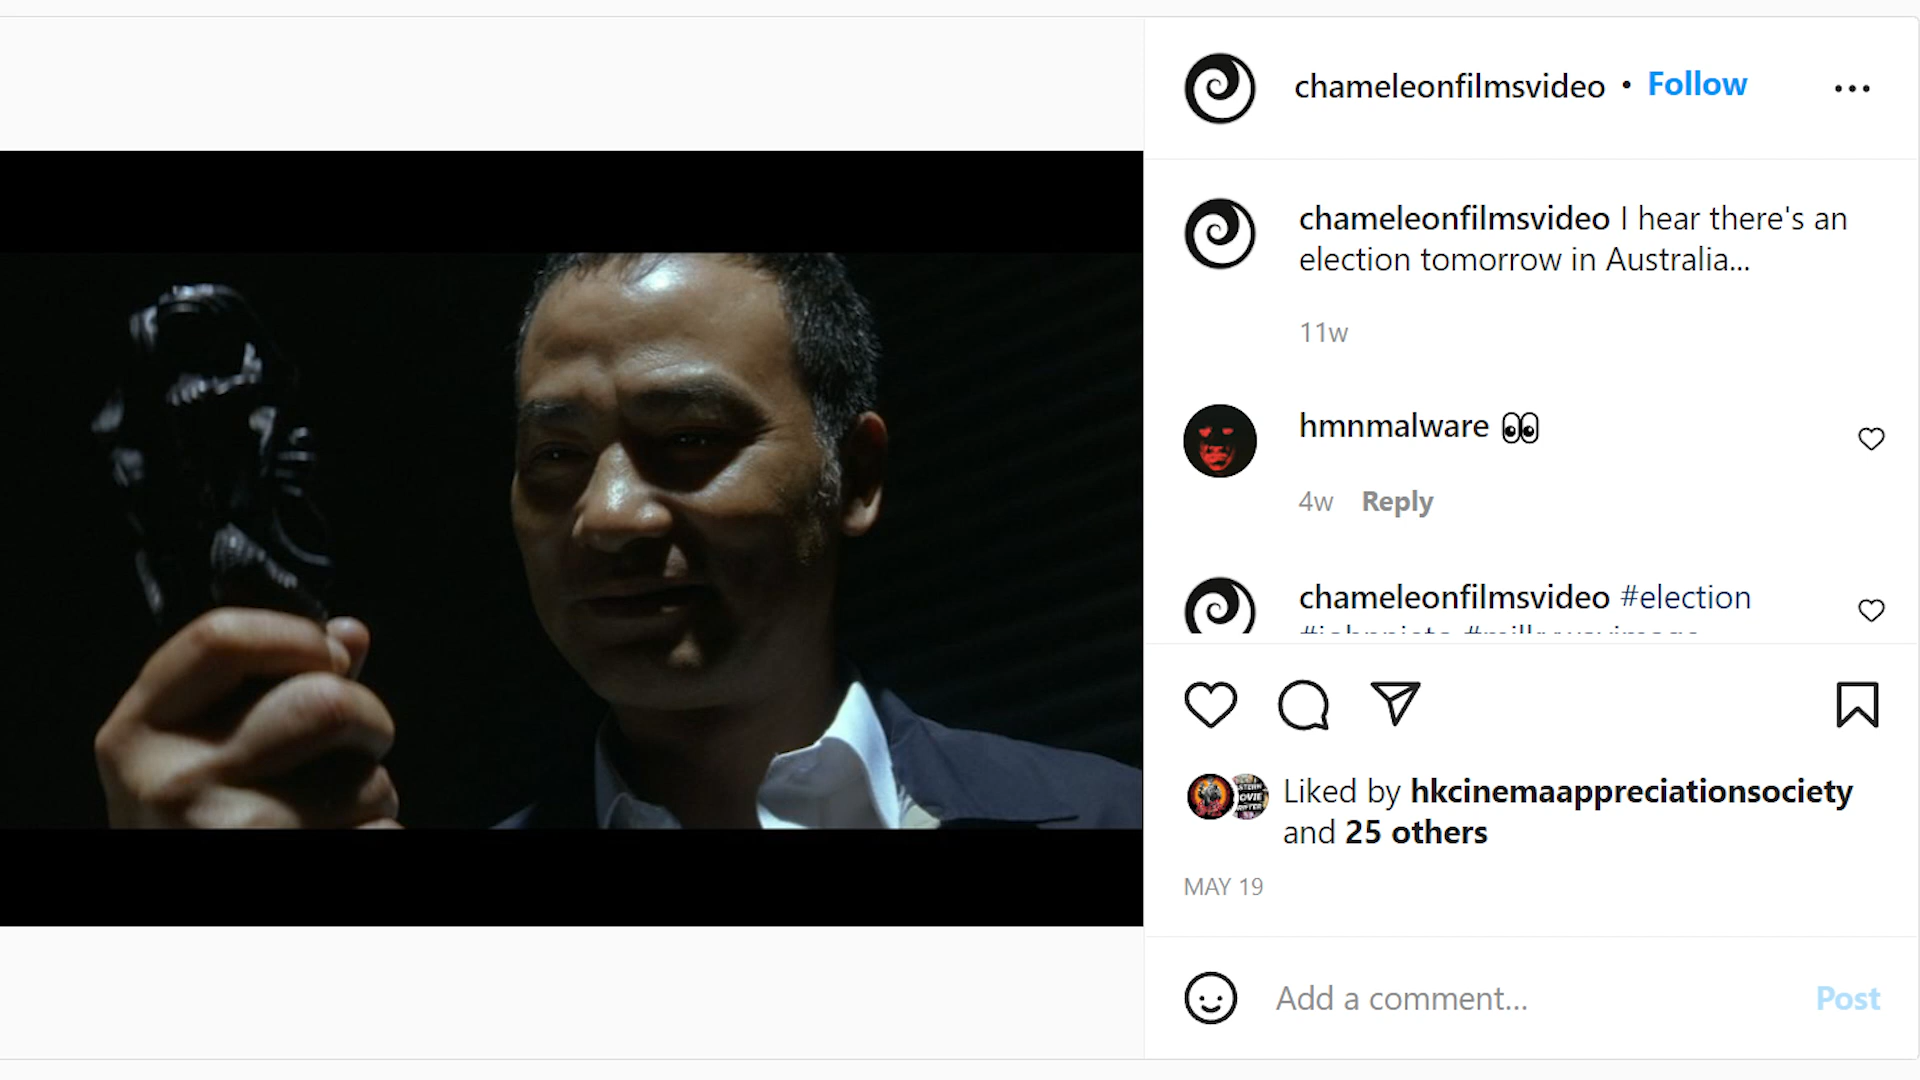 chameleonfilmsvideo • Follow
chameleonfilmsvideo I hear there's an
election tomorrow in Australia...
11w
hmnmalware 👀
4w Reply
chameleonfilmsvideo #election
Liked by hkcinemaappreciationsociety
and 25 others
MAY 19
Add a comment...
Post